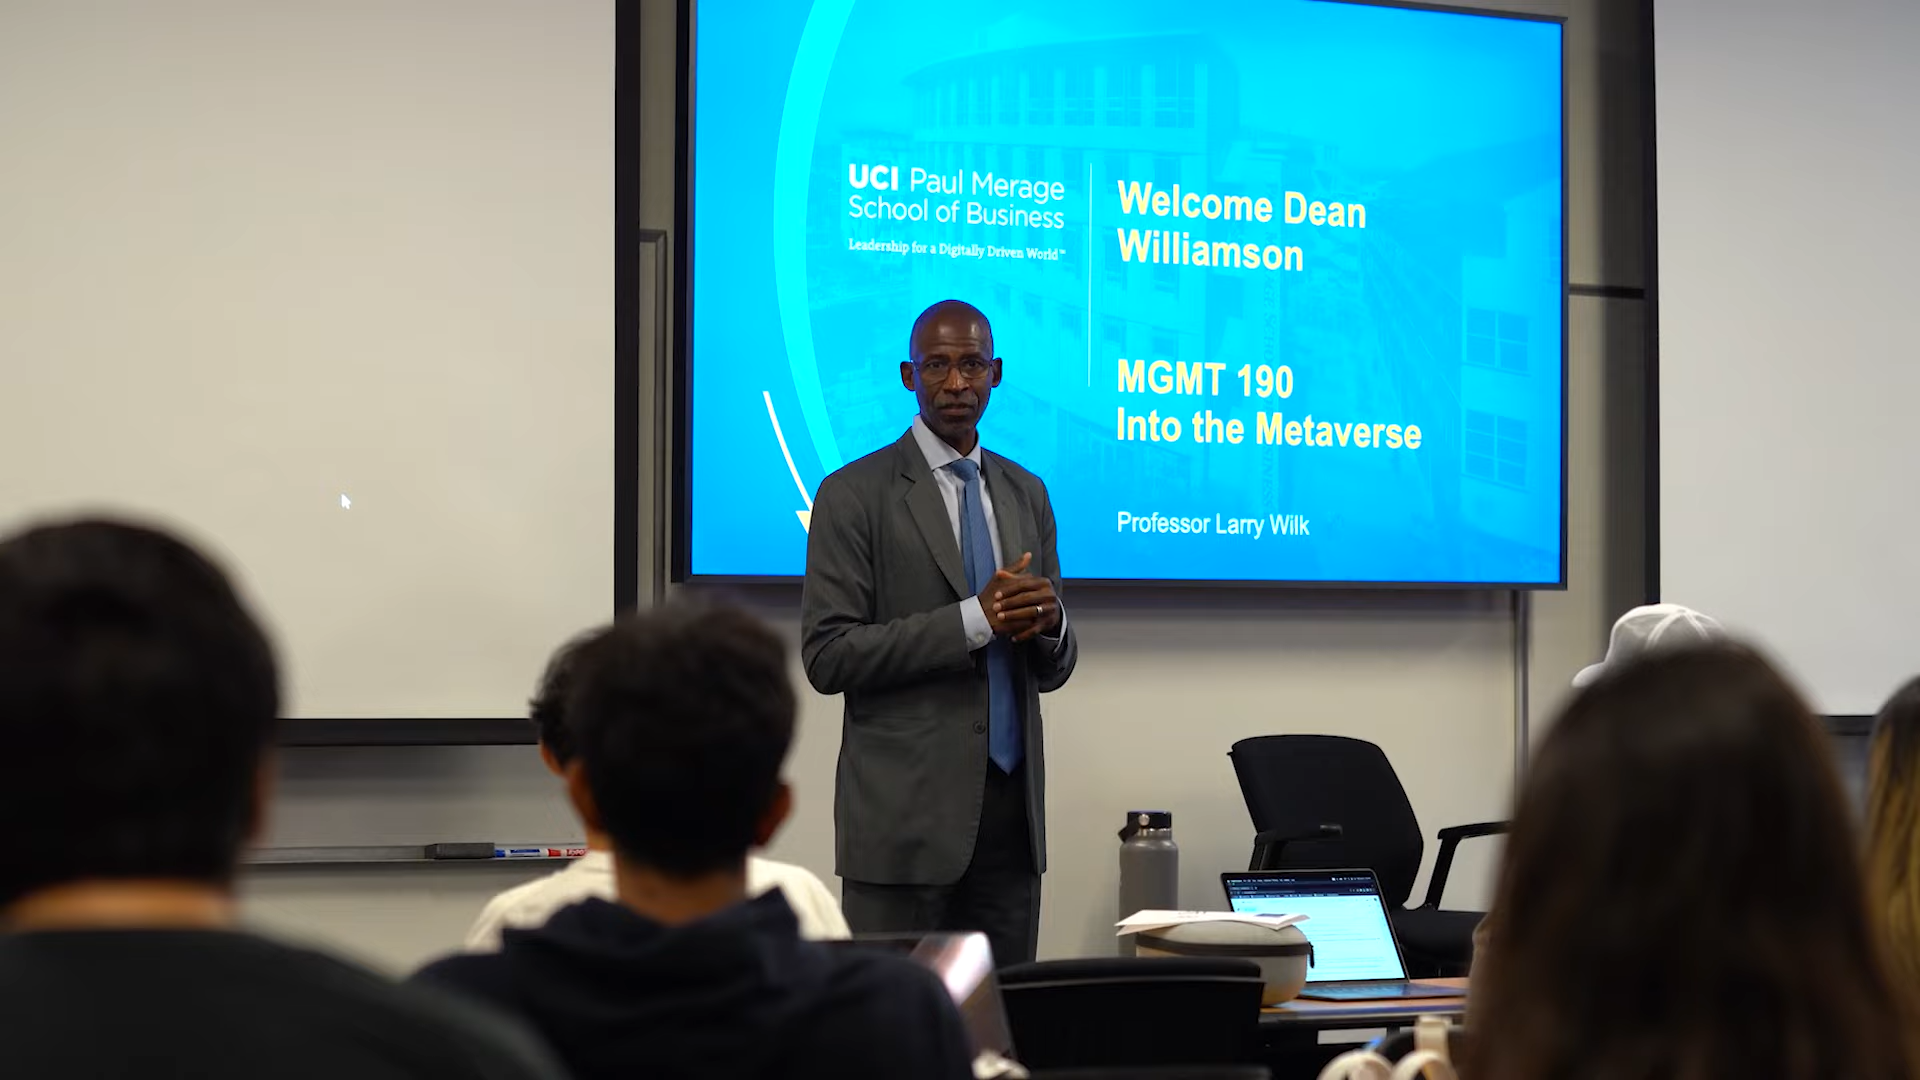 UCI Paul Merage
School of Business
Leadership for a Digitally Driven World™
Welcome Dean
Williamson
MGMT 190
Into the Metaverse
Professor Larry Wilk